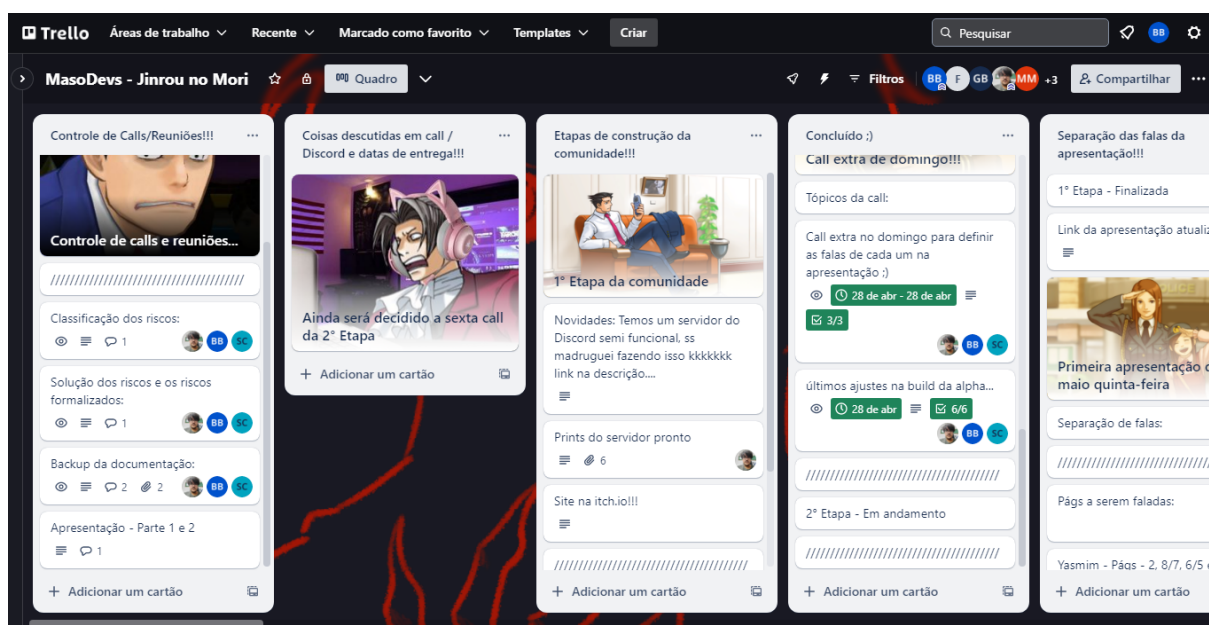 Trello
Áreas de trabalho
Recente
Marcado como favorito
Templates
Criar
Pesquisar
BB
MasoDevs - Jinrou no Mori
Quadro
Filtros
BB
F
GB
MM
+3
Compartilhar
Controle de Calls/Reuniões!!!
Controle de calls e reuniões...
////////////////////////////////////////
Classificação dos riscos:
1
BB
SC
Solução dos riscos e os riscos
formalizados:
1
BB
SC
Backup da documentação:
2
2
BB
SC
Apresentação - Parte 1 e 2
1
+ Adicionar um cartão
Coisas descutidas em call /
Discord e datas de entrega!!!
Ainda será decidido a sexta call
da 2° Etapa
+ Adicionar um cartão
Etapas de construção da
comunidade!!!
1° Etapa da comunidade
Novidades: Temos um servidor do
Discord semi funcional, ss
madruguei fazendo isso kkkkkkk
link na descrição....
Prints do servidor pronto
6
Site na itch.io!!!
////////////////////////////////////////
+ Adicionar um cartão
Concluído ;)
Call extra de domingo!!!
Tópicos da call:
Call extra no domingo para definir
as falas de cada um na
apresentação ;)
28 de abr - 28 de abr
3/3
BB
SC
últimos ajustes na build da alpha...
28 de abr
6/6
BB
SC
////////////////////////////////////////
2° Etapa - Em andamento
////////////////////////////////////////
+ Adicionar um cartão
Separação das falas da
apresentação!!!
1° Etapa - Finalizada
Link da apresentação atualiz
POLICE
Primeira apresentação
maio quinta-feira
Separação de falas:
////////////////////////////////
Págs a serem faladas:
Yasmim - Págs - 2, 8/7, 6/5
+ Adicionar um cartão